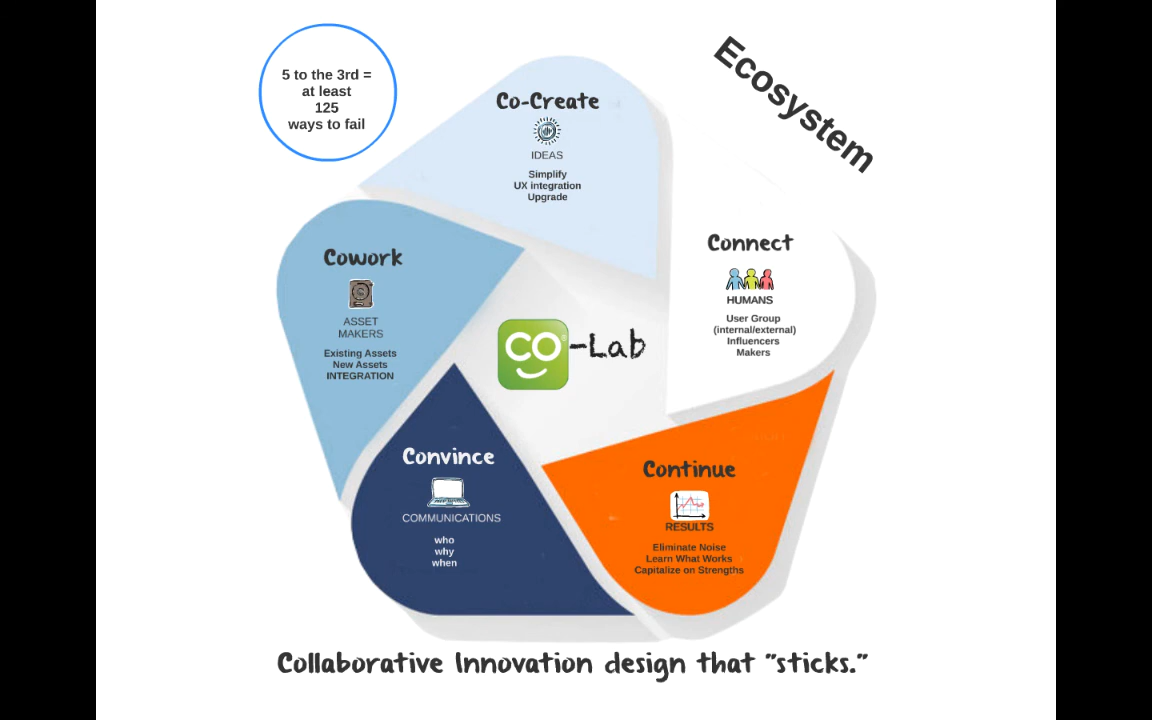 5 to the 3rd =
at least
125
ways to fail
Ecosystem
Co-Create
IDEAS
Simplify
UX integration
Upgrade
Connect
HUMANS
User Group
(internal/external)
Influencers
Makers
Cowork
ASSET
MAKERS
Existing Assets
New Assets
INTEGRATION
CO®-Lab
Convince
COMMUNICATIONS
who
why
when
Continue
RESULTS
Eliminate Noise
Learn What Works
Capitalize on Strengths
Collaborative Innovation design that "sticks."